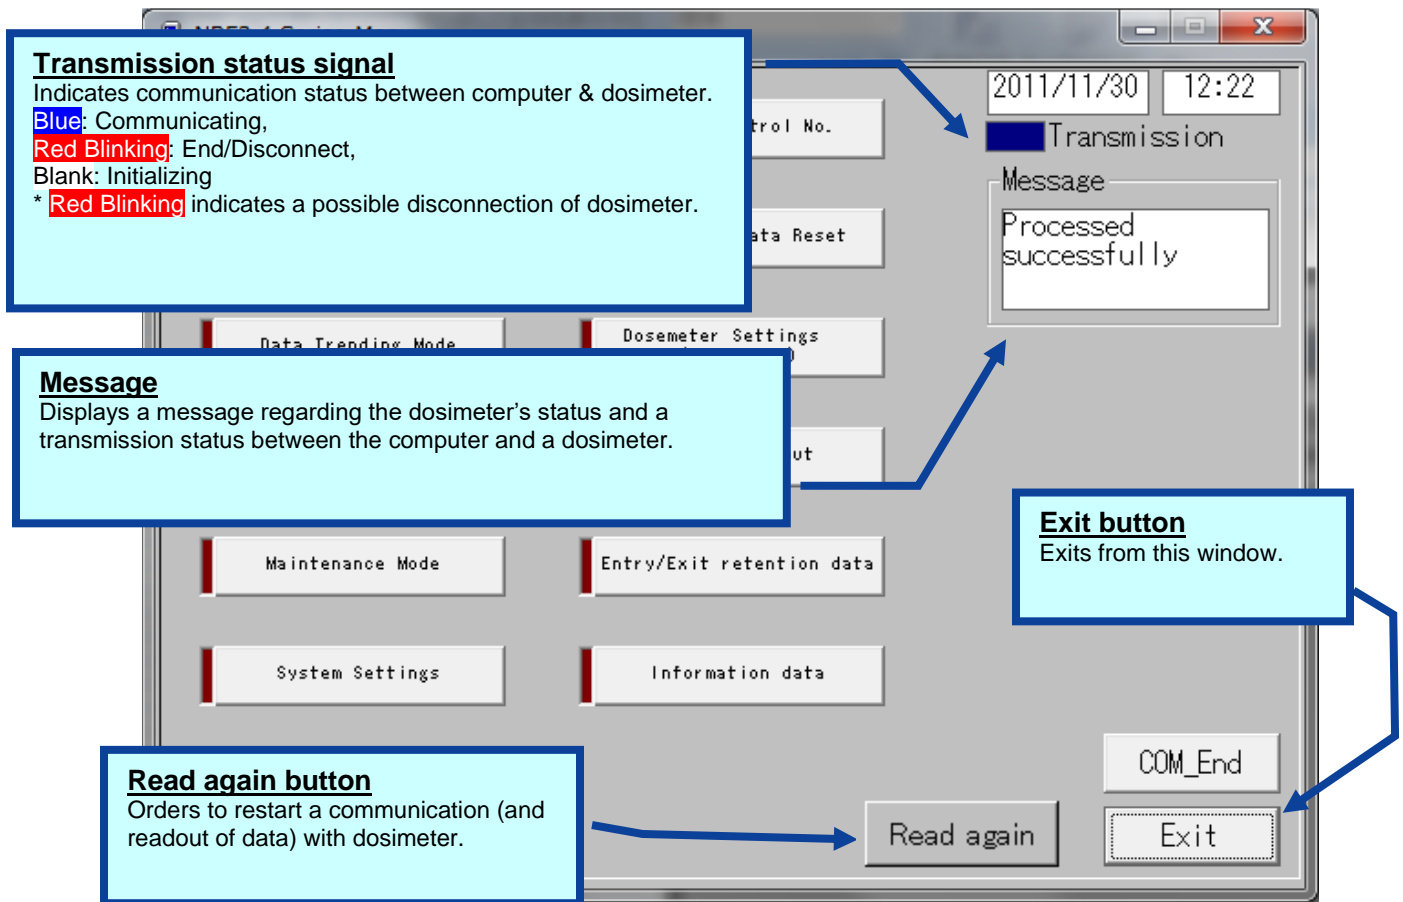 Transmission status signal
Indicates communication status between computer & dosimeter.
Blue: Communicating,
Red Blinking: End/Disconnect,
Blank: Initializing
* Red Blinking indicates a possible disconnection of dosimeter.
2011/11/30 12:22
Transmission
Message
Processed
successfully
trol No.
ata Reset
Data Trending Mode
Dosemeter Settings
Message
Displays a message regarding the dosimeter’s status and a
transmission status between the computer and a dosimeter.
ut
Exit button
Exits from this window.
Maintenance Mode
Entry/Exit retention data
System Settings
Information data
Read again button
Orders to restart a communication (and
readout of data) with dosimeter.
COM_End
Read again
Exit